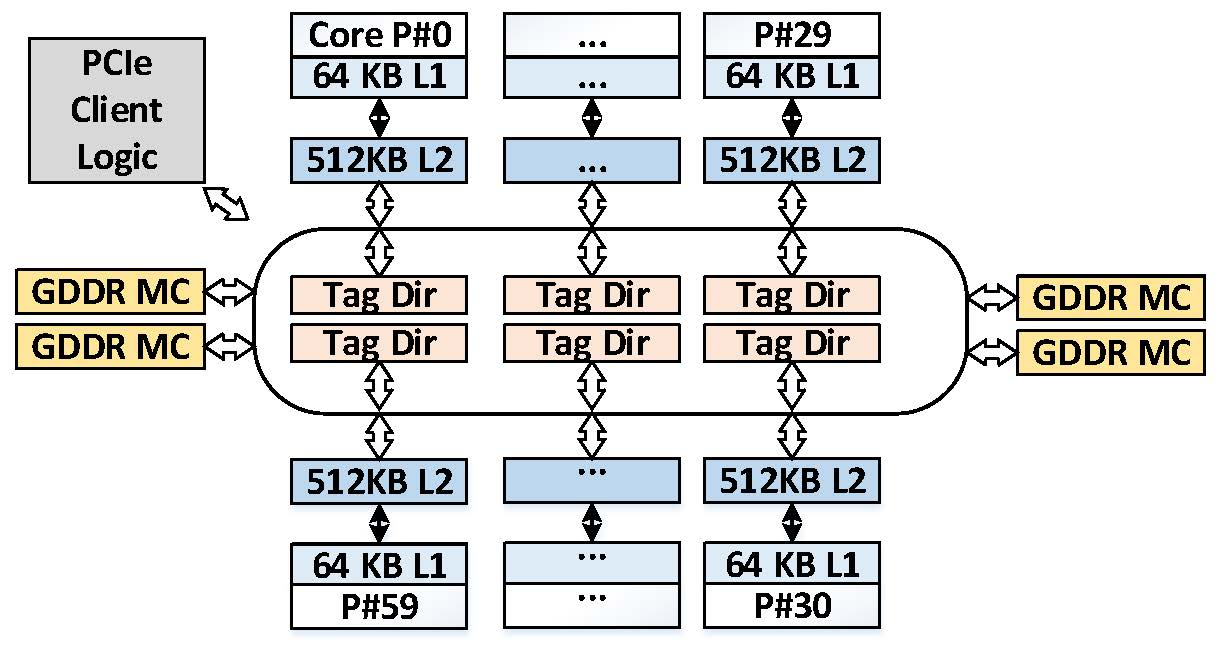 Core P#0
64 KB L1
512KB L2
...
...
...
P#29
64 KB L1
512KB L2
PCIe
Client
Logic
GDDR MC
GDDR MC
Tag Dir
Tag Dir
Tag Dir
Tag Dir
Tag Dir
Tag Dir
GDDR MC
GDDR MC
512KB L2
64 KB L1
P#59
...
...
...
512KB L2
64 KB L1
P#30